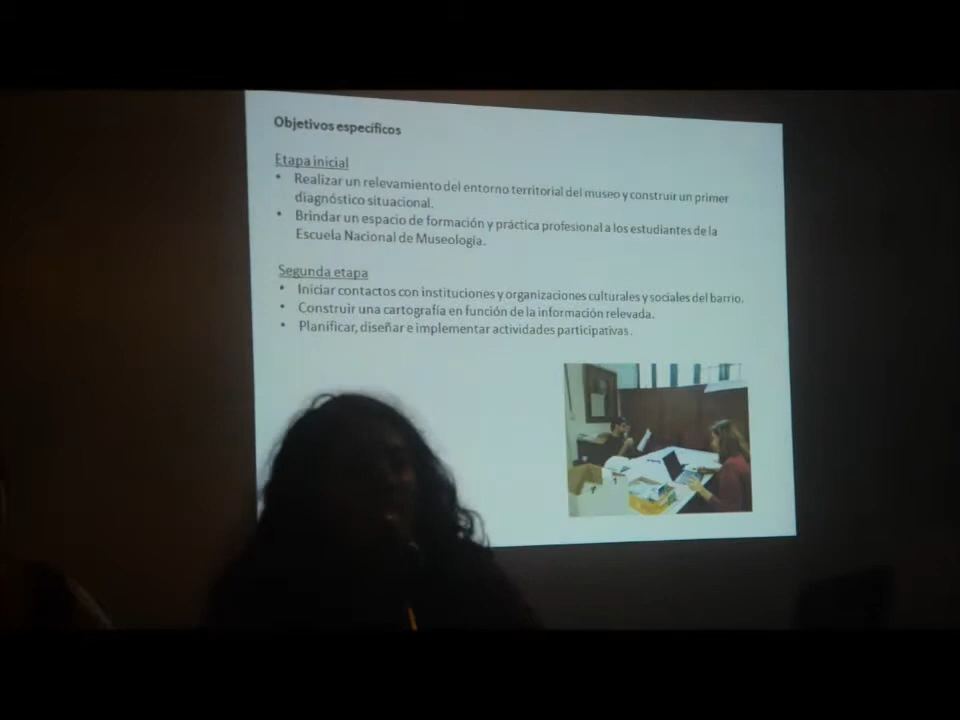 Objetivos específicos
Etapa inicial
• Realizar un relevamiento del entorno territorial del museo y construir un primer
diagnóstico situacional.
• Brindar un espacio de formación y práctica profesional a los estudiantes de la
Escuela Nacional de Museología.
Segunda etapa
• Iniciar contactos con instituciones y organizaciones culturales y sociales del barrio.
• Construir una cartografía en función de la información relevada.
• Planificar, diseñar e implementar actividades participativas.